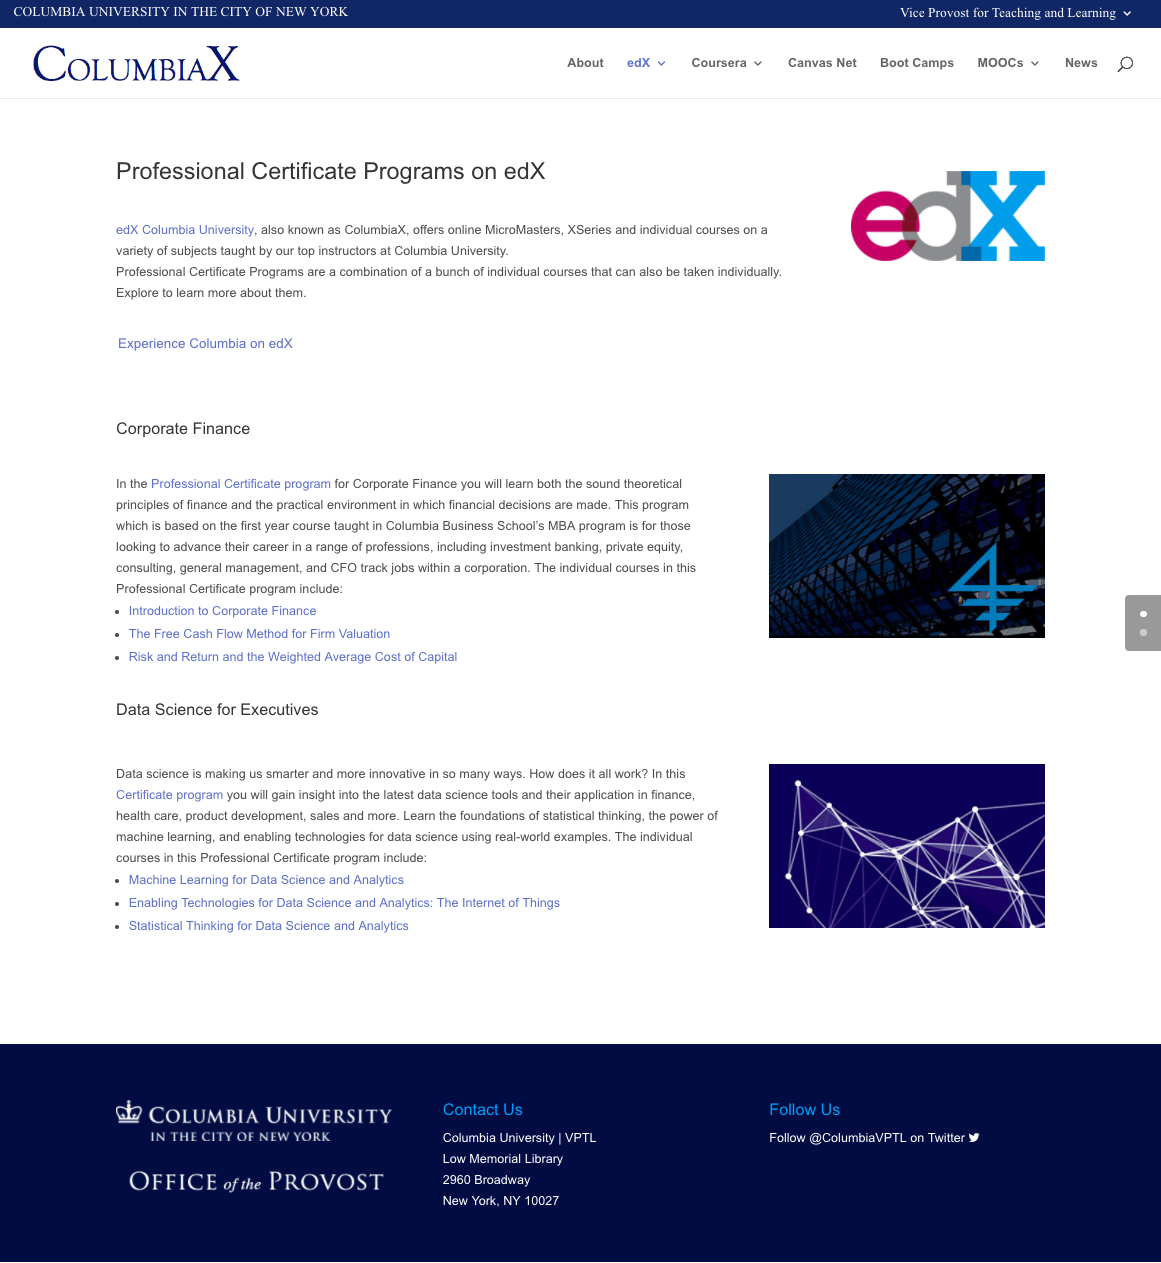 COLUMBIA UNIVERSITY IN THE CITY OF NEW YORK
Vice Provost for Teaching and Learning
COLUMBIAX
About edX Coursera Canvas Net Boot Camps MOOCs News
Professional Certificate Programs on edX
edX
edX Columbia University, also known as ColumbiaX, offers online MicroMasters, XSeries and individual courses on a
variety of subjects taught by our top instructors at Columbia University.
Professional Certificate Programs are a combination of a bunch of individual courses that can also be taken individually.
Explore to learn more about them.
Experience Columbia on edX
Corporate Finance
In the Professional Certificate program for Corporate Finance you will learn both the sound theoretical
principles of finance and the practical environment in which financial decisions are made. This program
which is based on the first year course taught in Columbia Business School’s MBA program is for those
looking to advance their career in a range of professions, including investment banking, private equity,
consulting, general management, and CFO track jobs within a corporation. The individual courses in this
Professional Certificate program include:
Introduction to Corporate Finance
The Free Cash Flow Method for Firm Valuation
Risk and Return and the Weighted Average Cost of Capital
Data Science for Executives
Data science is making us smarter and more innovative in so many ways. How does it all work? In this
Certificate program you will gain insight into the latest data science tools and their application in finance,
health care, product development, sales and more. Learn the foundations of statistical thinking, the power of
machine learning, and enabling technologies for data science using real-world examples. The individual
courses in this Professional Certificate program include:
Machine Learning for Data Science and Analytics
Enabling Technologies for Data Science and Analytics: The Internet of Things
Statistical Thinking for Data Science and Analytics
COLUMBIA UNIVERSITY
IN THE CITY OF NEW YORK
OFFICE of the PROVOST
Contact Us
Columbia University | VPTL
Low Memorial Library
2960 Broadway
New York, NY 10027
Follow Us
Follow @ColumbiaVPTL on Twitter